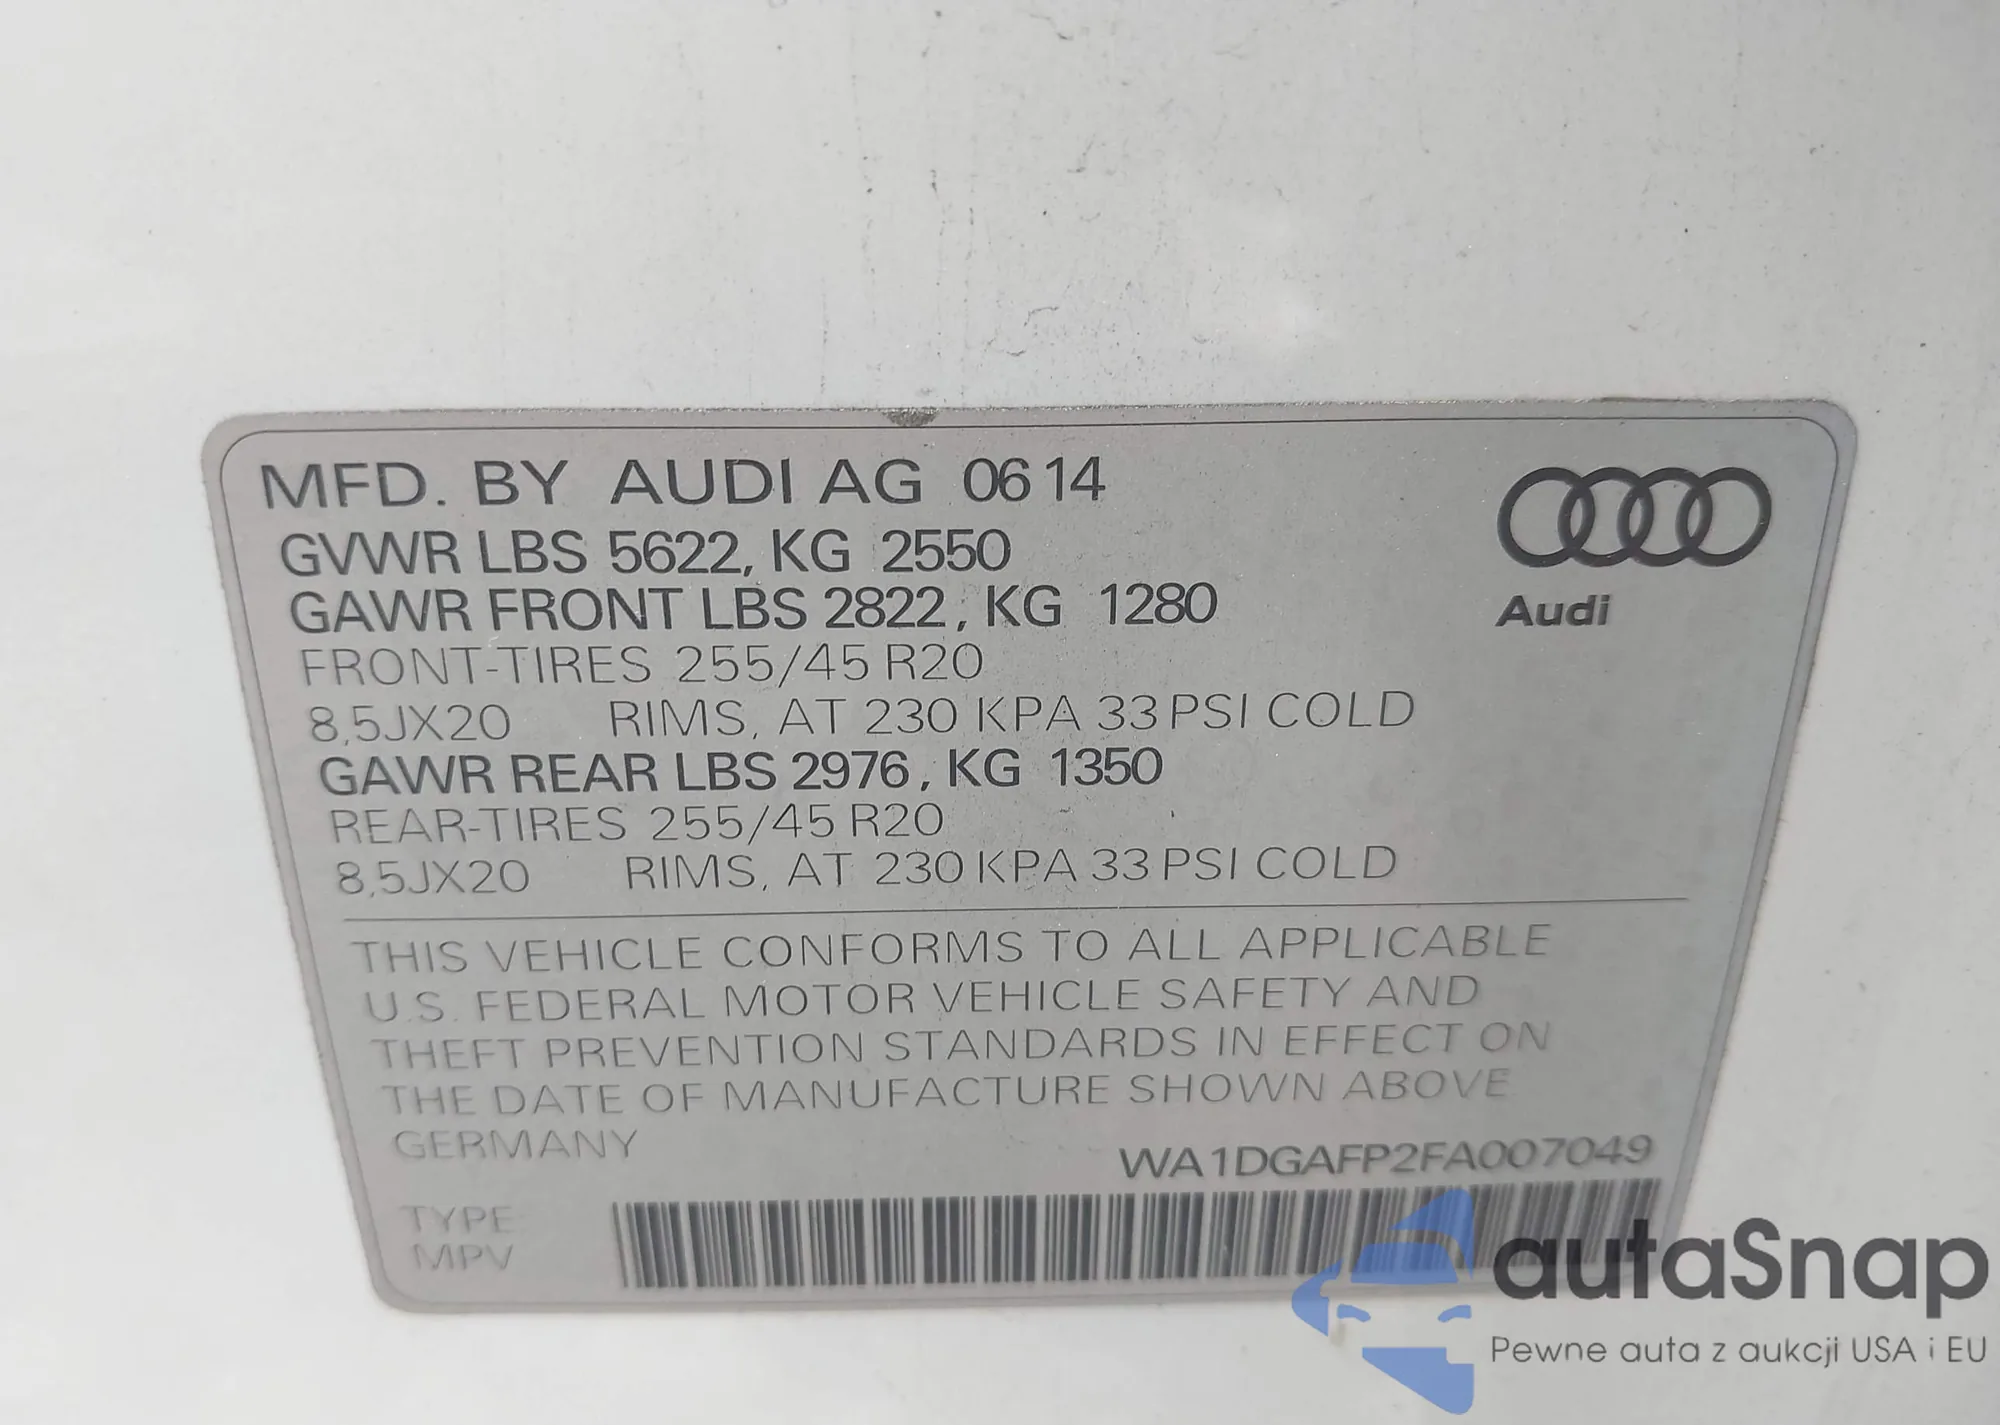 MFD. BY AUDI AG 06 14
GVWR LBS 5622, KG 2550
GAWR FRONT LBS 2822, KG 1280
FRONT-TIRES 255/45 R20
8,5JX20 RIMS, AT 230 KPA 33 PSI COLD
GAWR REAR LBS 2976, KG 1350
REAR-TIRES 255/45 R20
8,5JX20 RIMS, AT 230 KPA 33 PSI COLD
Audi
THIS VEHICLE CONFORMS TO ALL APPLICABLE
U.S. FEDERAL MOTOR VEHICLE SAFETY AND
THEFT PREVENTION STANDARDS IN EFFECT ON
THE DATE OF MANUFACTURE SHOWN ABOVE
GERMANY
WA1DGAFP2FA007049
TYPE
MPV
autaSnap
Pewne auta z aukcji USA i EU